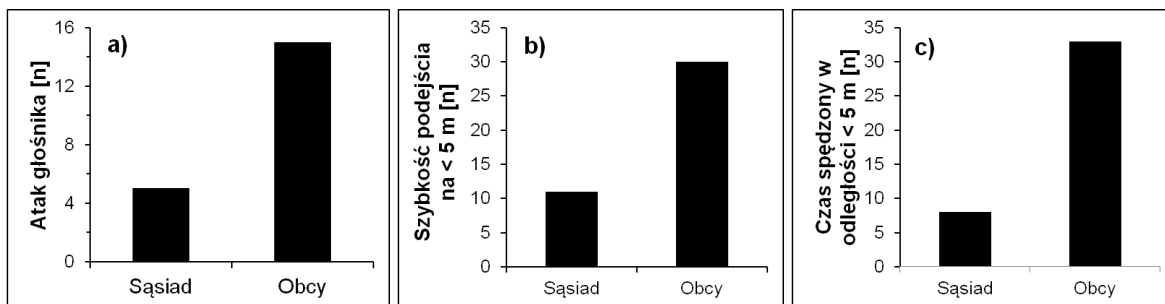 a)
Atak głośnika [n]
16
12
8
4
0
Sąsiad Obcy
b)
Szybkość podejścia
na < 5 m [n]
35
30
25
20
15
10
5
0
Sąsiad Obcy
c)
Czas spędzony w
odległości < 5 m [n]
35
30
25
20
15
10
5
0
Sąsiad Obcy